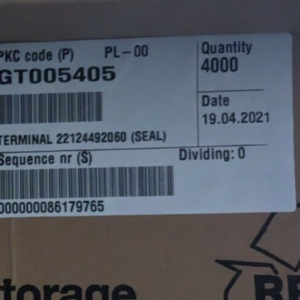 PKC code (P) PL-00
GT005405
Quantity
4000
Date
19.04.2021
TERMINAL 22124492060 (SEAL)
Sequence nr (S) Dividing: 0
000000086179765
torage
RE